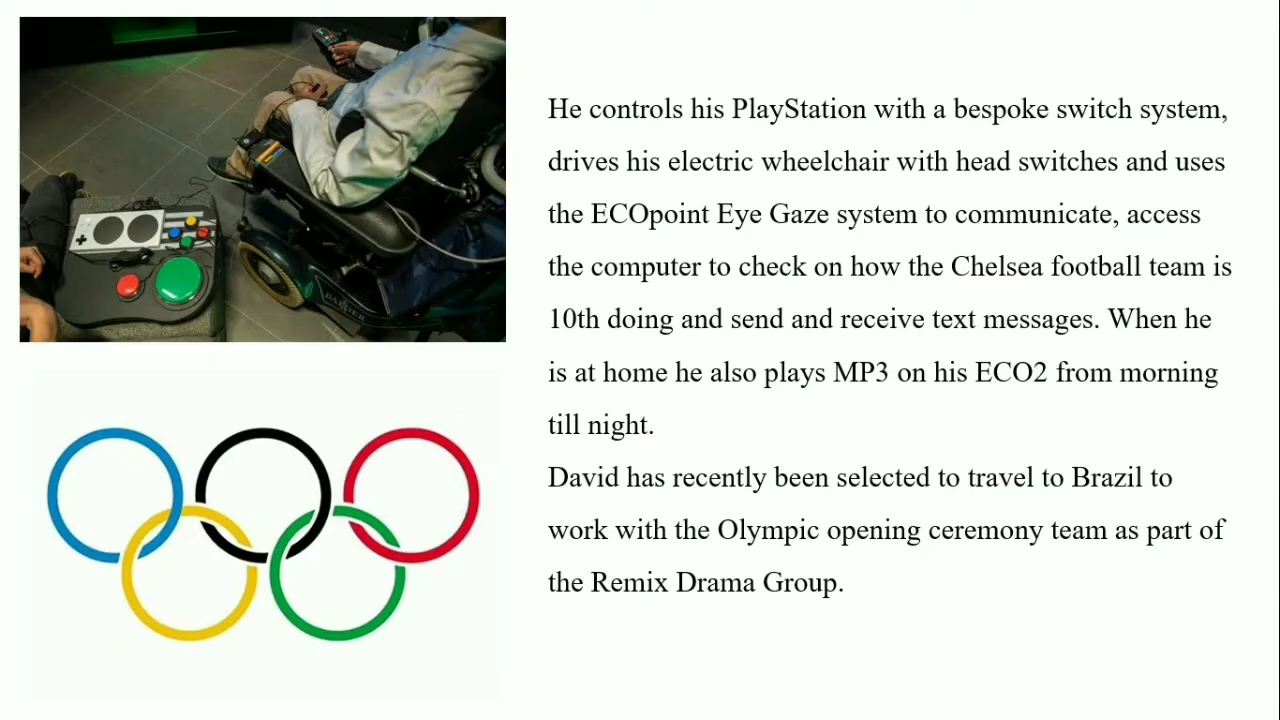 He controls his PlayStation with a bespoke switch system,
drives his electric wheelchair with head switches and uses
the ECOpoint Eye Gaze system to communicate, access
the computer to check on how the Chelsea football team is
10th doing and send and receive text messages. When he
is at home he also plays MP3 on his ECO2 from morning
till night.
David has recently been selected to travel to Brazil to
work with the Olympic opening ceremony team as part of
the Remix Drama Group.